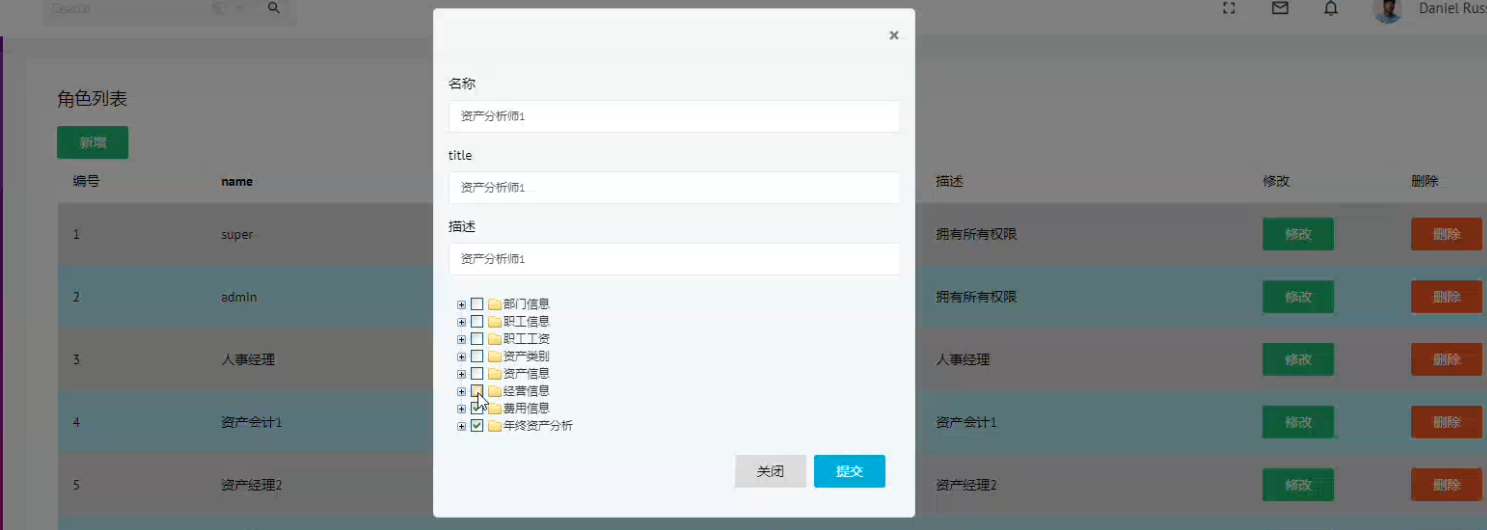 Search
Daniel Russ
角色列表
新增
编号 name 描述 修改 删除
1 super 拥有所有权限 修改 删除
2 admin 拥有所有权限 修改 删除
3 人事经理 人事经理 修改 删除
4 资产会计1 资产会计1 修改 删除
5 资产经理2 资产经理2 修改 删除
×
名称
资产分析师1
title
资产分析师1
描述
资产分析师1
部门信息
职工信息
职工工资
资产类别
资产信息
经营信息
费用信息
年终资产分析
关闭 提交